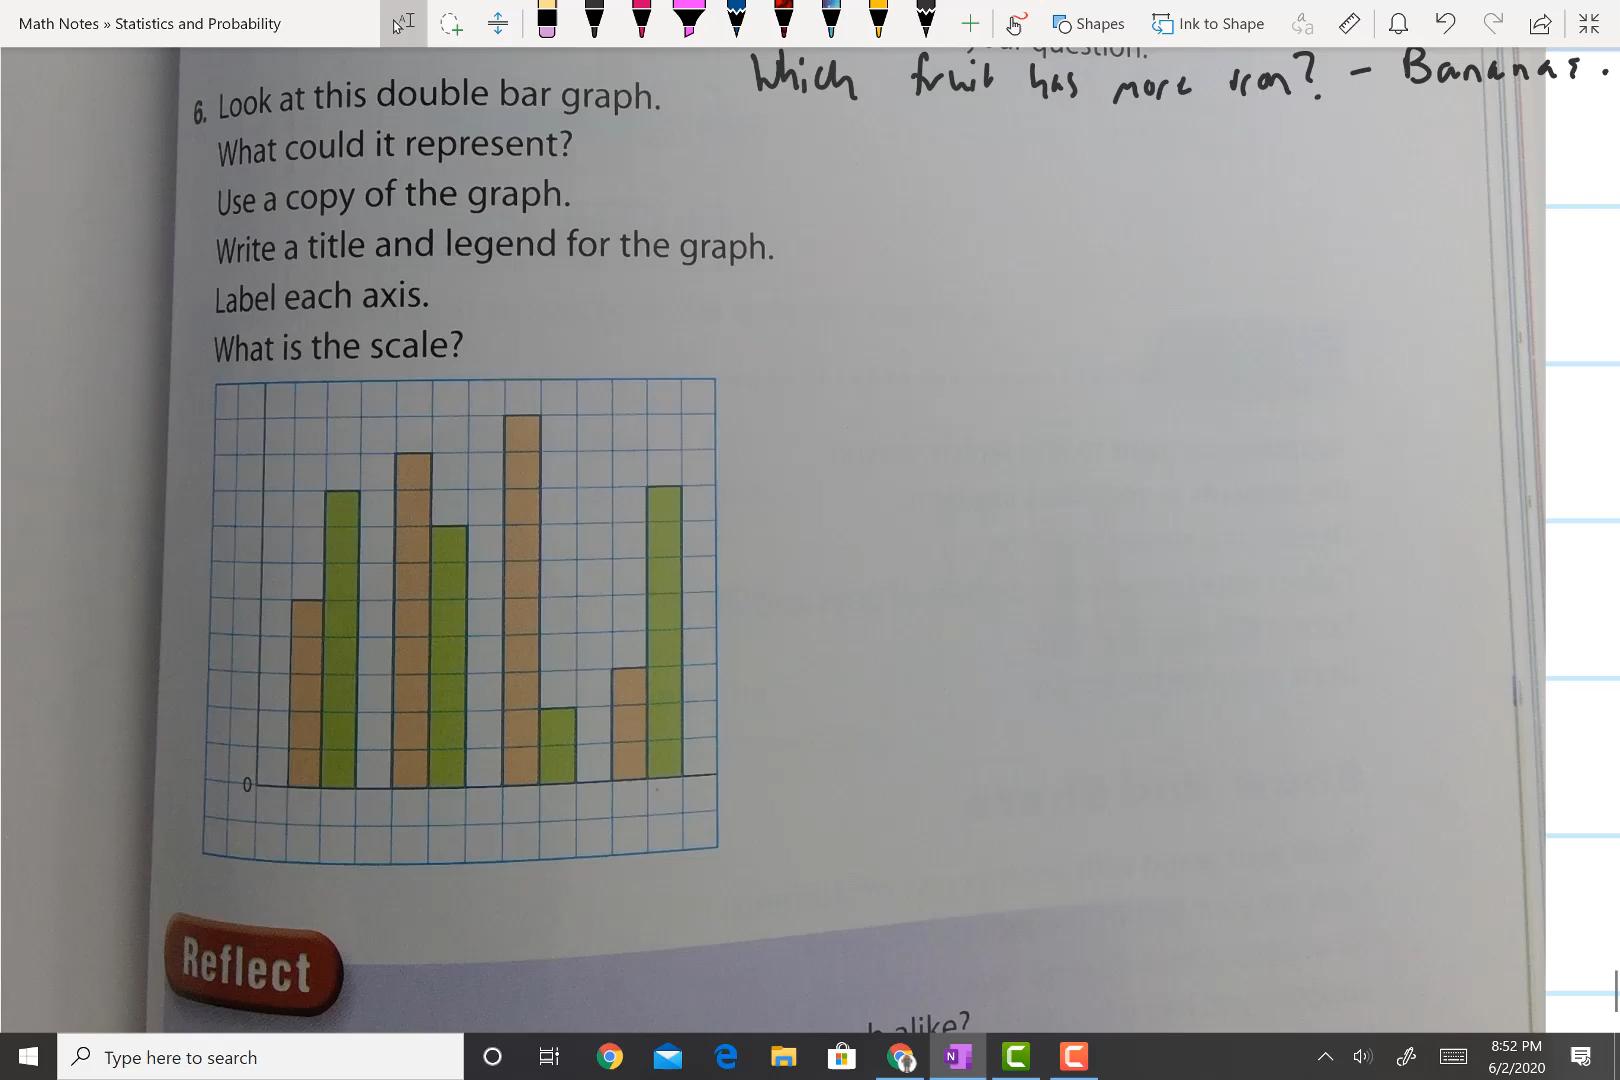 Math Notes » Statistics and Probability
Shapes
Ink to Shape
your question.
Which fruit has more iron? - Bananas.
6. Look at this double bar graph.
What could it represent?
Use a copy of the graph.
Write a title and legend for the graph.
Label each axis.
What is the scale?
0
Reflect
alike?
Type here to search
8:52 PM
6/2/2020